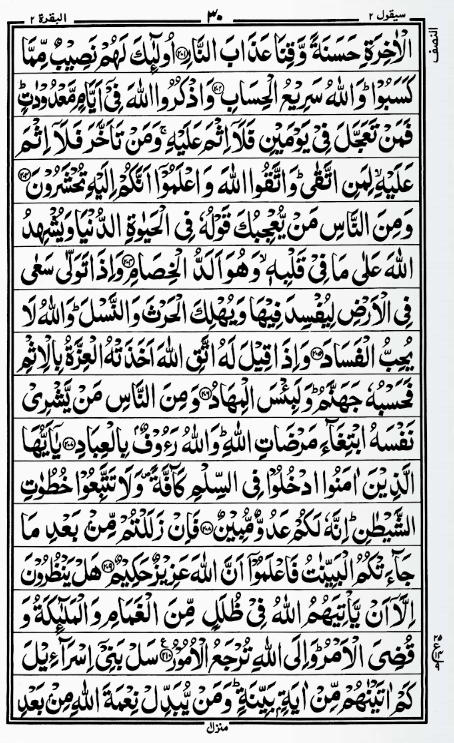 سيقول ٢ ٣٠ البقرة ٢
النصف
الْاٰخِرَةِ حَسَنَةً وَّقِنَا عَذَابَ النَّارِ ﴿٢٠١﴾ اُولٰٓئِكَ لَهُمْ نَصِيْبٌ مِّمَّا
كَسَبُوْا ؕ وَاللّٰهُ سَرِيْعُ الْحِسَابِ ﴿٢٠٢﴾ وَاذْكُرُوا اللّٰهَ فِيْٓ اَيَّامٍ مَّعْدُوْدٰتٍ ؕ
فَمَنْ تَعَجَّلَ فِيْ يَوْمَيْنِ فَلَاۤ اِثْمَ عَلَيْهِ ۚ وَمَنْ تَاَخَّرَ فَلَاۤ اِثْمَ
عَلَيْهِ ۙ لِمَنِ اتَّقٰى ؕ وَاتَّقُوا اللّٰهَ وَاعْلَمُوْٓا اَنَّكُمْ اِلَيْهِ تُحْشَرُوْنَ ﴿٢٠٣﴾
وَمِنَ النَّاسِ مَنْ يُّعْجِبُكَ قَوْلُهٗ فِي الْحَيٰوةِ الدُّنْيَا وَيُشْهِدُ
اللّٰهَ عَلٰى مَا فِيْ قَلْبِهٖ ۙ وَهُوَ اَلَدُّ الْخِصَامِ ﴿٢٠٤﴾ وَاِذَا تَوَلّٰى سَعٰى
فِي الْاَرْضِ لِيُفْسِدَ فِيْهَا وَيُهْلِكَ الْحَرْثَ وَالنَّسْلَ ؕ وَاللّٰهُ لَا
يُحِبُّ الْفَسَادَ ﴿٢٠٥﴾ وَاِذَا قِيْلَ لَهُ اتَّقِ اللّٰهَ اَخَذَتْهُ الْعِزَّةُ بِالْاِثْمِ
فَحَسْبُهٗ جَهَنَّمُ ؕ وَلَبِئْسَ الْمِهَادُ ﴿٢٠٦﴾ وَمِنَ النَّاسِ مَنْ يَّشْرِيْ
نَفْسَهُ ابْتِغَآءَ مَرْضَاتِ اللّٰهِ ؕ وَاللّٰهُ رَءُوْفٌۢ بِالْعِبَادِ ﴿٢٠٧﴾ يٰٓاَيُّهَا
الَّذِيْنَ اٰمَنُوا ادْخُلُوْا فِي السِّلْمِ كَآفَّةً ۪ وَلَا تَتَّبِعُوْا خُطُوٰتِ
الشَّيْطٰنِ ؕ اِنَّهٗ لَكُمْ عَدُوٌّ مُّبِيْنٌ ﴿٢٠٨﴾ فَاِنْ زَلَلْتُمْ مِّنْۢ بَعْدِ مَا
جَآءَتْكُمُ الْبَيِّنٰتُ فَاعْلَمُوْٓا اَنَّ اللّٰهَ عَزِيْزٌ حَكِيْمٌ ﴿٢٠٩﴾ هَلْ يَنْظُرُوْنَ
اِلَّاۤ اَنْ يَّاْتِيَهُمُ اللّٰهُ فِيْ ظُلَلٍ مِّنَ الْغَمَامِ وَالْمَلٰٓئِكَةُ وَ
قُضِيَ الْاَمْرُ ؕ وَاِلَى اللّٰهِ تُرْجَعُ الْاُمُوْرُ ﴿٢١٠﴾ سَلْ بَنِيْٓ اِسْرَآءِيْلَ
كَمْ اٰتَيْنٰهُمْ مِّنْ اٰيَةٍۭ بَيِّنَةٍ ؕ وَمَنْ يُّبَدِّلْ نِعْمَةَ اللّٰهِ مِنْۢ بَعْدِ
منزل